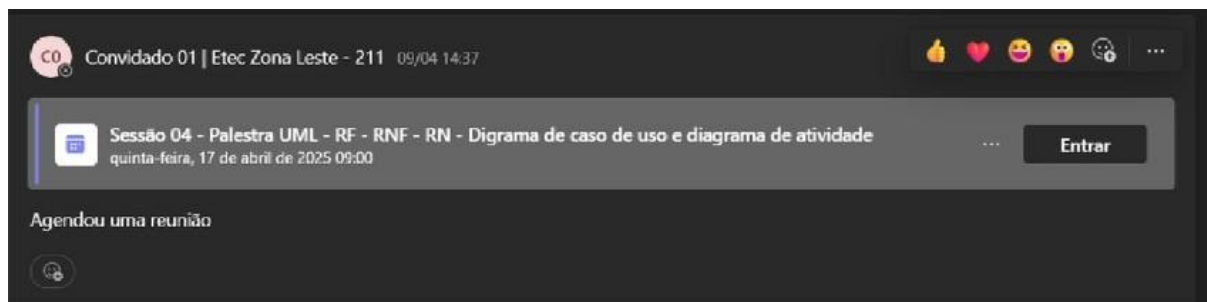 CO
Convidado 01 | Etec Zona Leste - 211 09/04 14:37
Sessão 04 - Palestra UML - RF - RNF - RN - Digrama de caso de uso e diagrama de atividade
quinta-feira, 17 de abril de 2025 09:00
Entrar
Agendou uma reunião